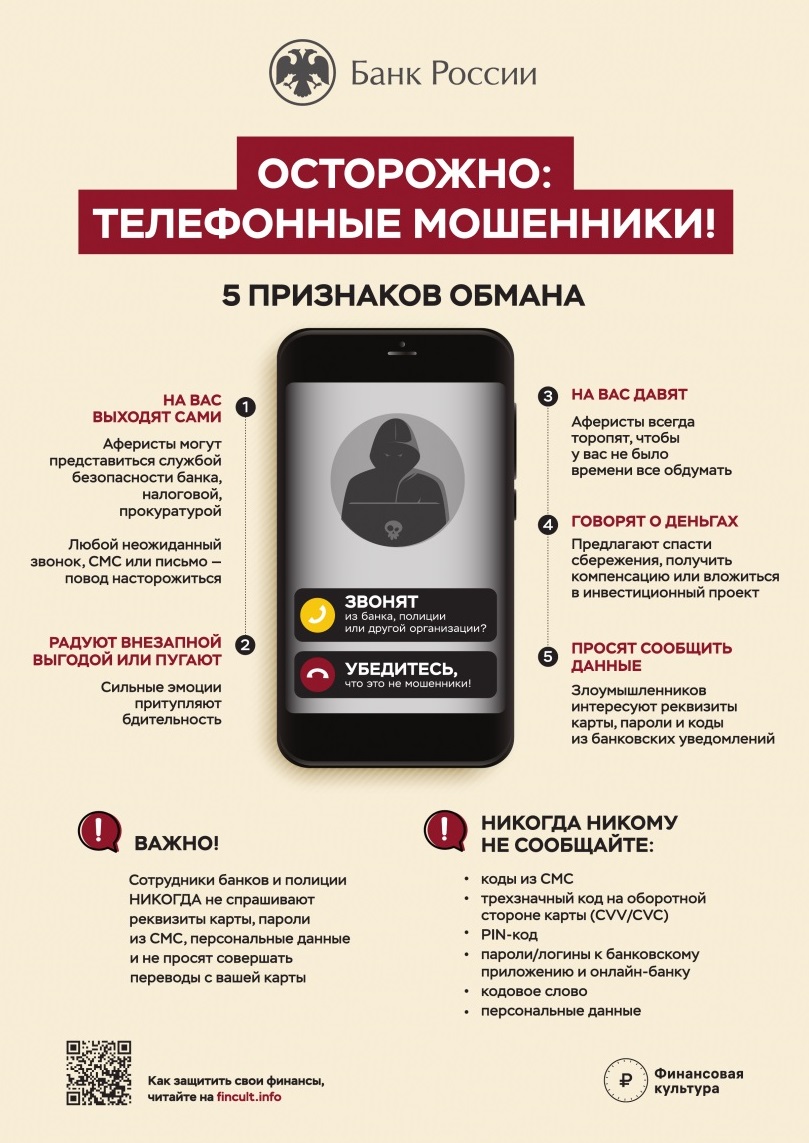 Банк России
ОСТОРОЖНО:
ТЕЛЕФОННЫЕ МОШЕННИКИ!
5 ПРИЗНАКОВ ОБМАНА
1
НА ВАС
ВЫХОДЯТ САМИ
Аферисты могут
представиться службой
безопасности банка,
налоговой,
прокуратурой
Любой неожиданный
звонок, СМС или письмо –
повод насторожиться
2
РАДУЮТ ВНЕЗАПНОЙ
ВЫГОДОЙ ИЛИ ПУГАЮТ
Сильные эмоции
притупляют
бдительность
ЗВОНЯТ
из банка, полиции
или другой организации?
УБЕДИТЕСЬ,
что это не мошенники!
3
НА ВАС ДАВЯТ
Аферисты всегда
торопят, чтобы
у вас не было
времени все обдумать
4
ГОВОРЯТ О ДЕНЬГАХ
Предлагают спасти
сбережения, получить
компенсацию или вложиться
в инвестиционный проект
5
ПРОСЯТ СООБЩИТЬ
ДАННЫЕ
Злоумышленников
интересуют реквизиты
карты, пароли и коды
из банковских уведомлений
ВАЖНО!
Сотрудники банков и полиции
НИКОГДА не спрашивают
реквизиты карты, пароли
из СМС, персональные данные
и не просят совершать
переводы с вашей карты
НИКОГДА НИКОМУ
НЕ СООБЩАЙТЕ:
• коды из СМС
• трехзначный код на оборотной
стороне карты (CVV/CVC)
• PIN-код
• пароли/логины к банковскому
приложению и онлайн-банку
• кодовое слово
• персональные данные
Как защитить свои финансы,
читайте на fincult.info
Финансовая
культура